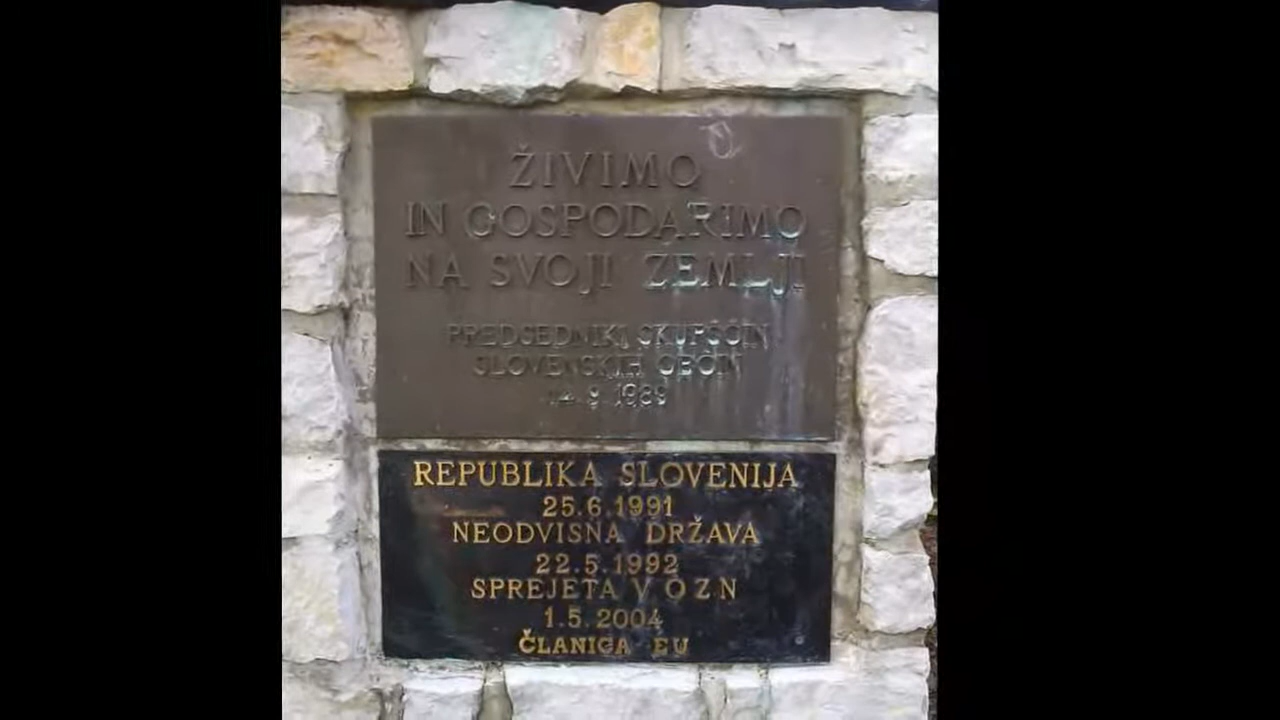 ŽIVIMO
IN GOSPODARIMO
NA SVOJI ZEMLJI
PREDSEDNIKI SKUPŠČIN
SLOVENSKIH OBČIN
14.9.1989
REPUBLIKA SLOVENIJA
25.6.1991
NEODVISNA DRŽAVA
22.5.1992
SPREJETA V OZN
1.5.2004
ČLANICA EU